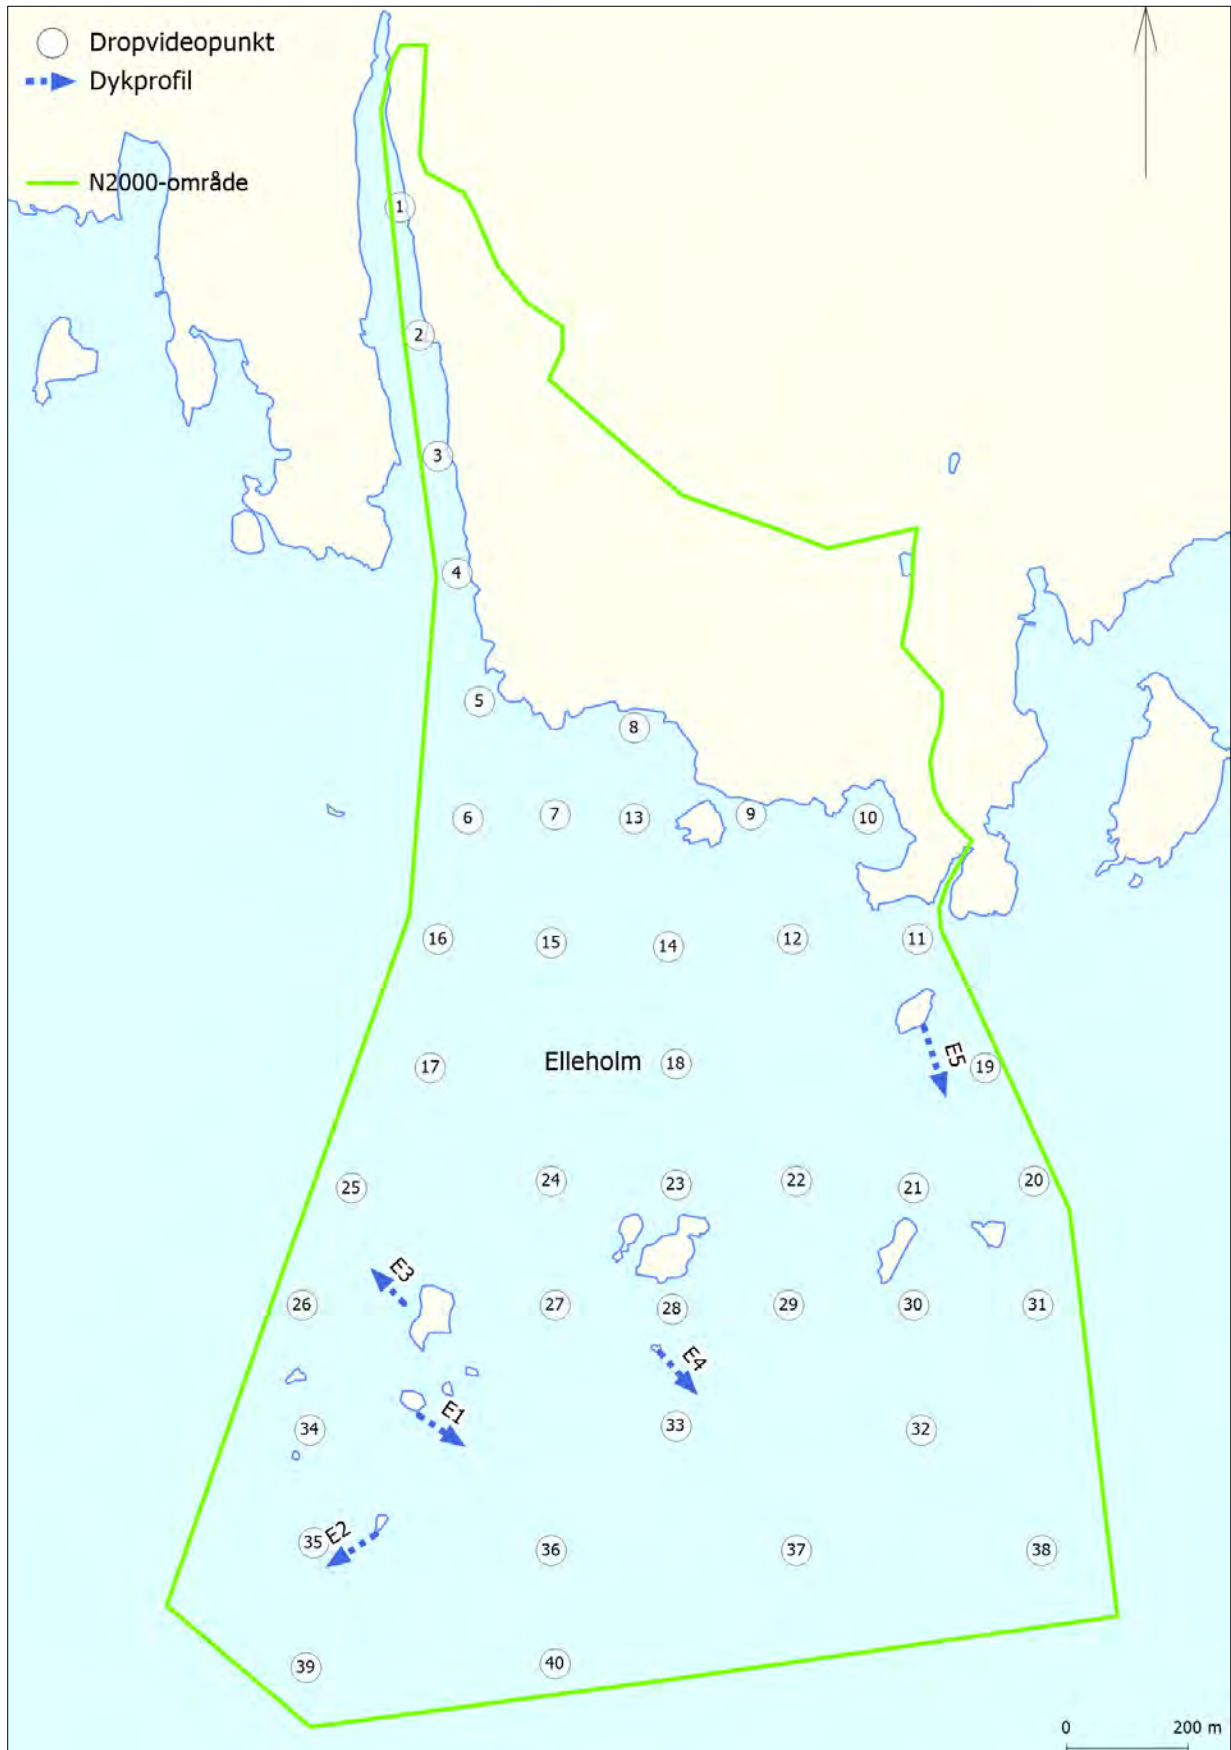 Dropvideopunkt
Dykprofil
N2000-område
1
2
3
4
5
8
6 7 13 9 10
16 15 14 12 11
17 Elleholm 18 E5 19
25 24 23 22 21 20
E3
26 27 28 29 30 31
E4
E1
34 33 32
35 E2 36 37 38
39 40
0 200 m